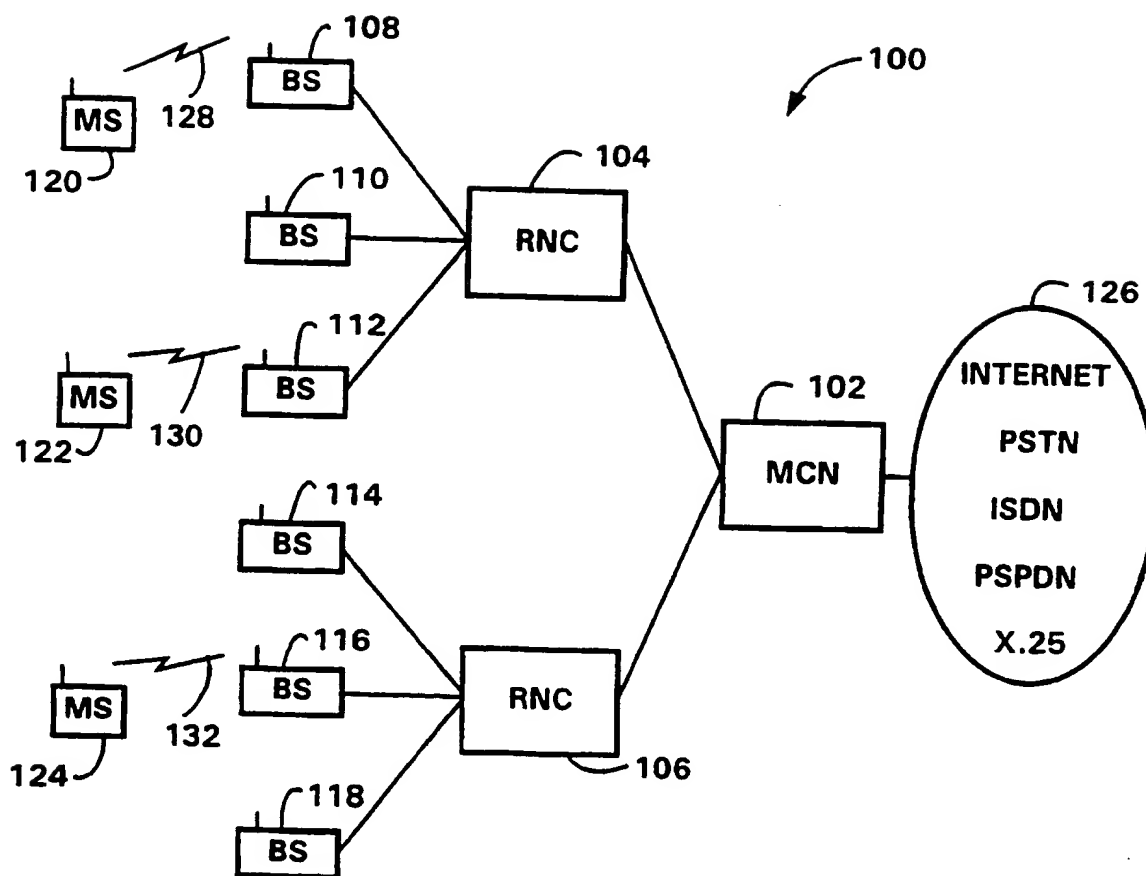 108
BS
128
MS
120
100
104
110
BS
RNC
112
BS
MS
122
130
126
INTERNET
PSTN
ISDN
PSPDN
X.25
102
MCN
114
BS
116
BS
RNC
106
MS
124
132
118
BS